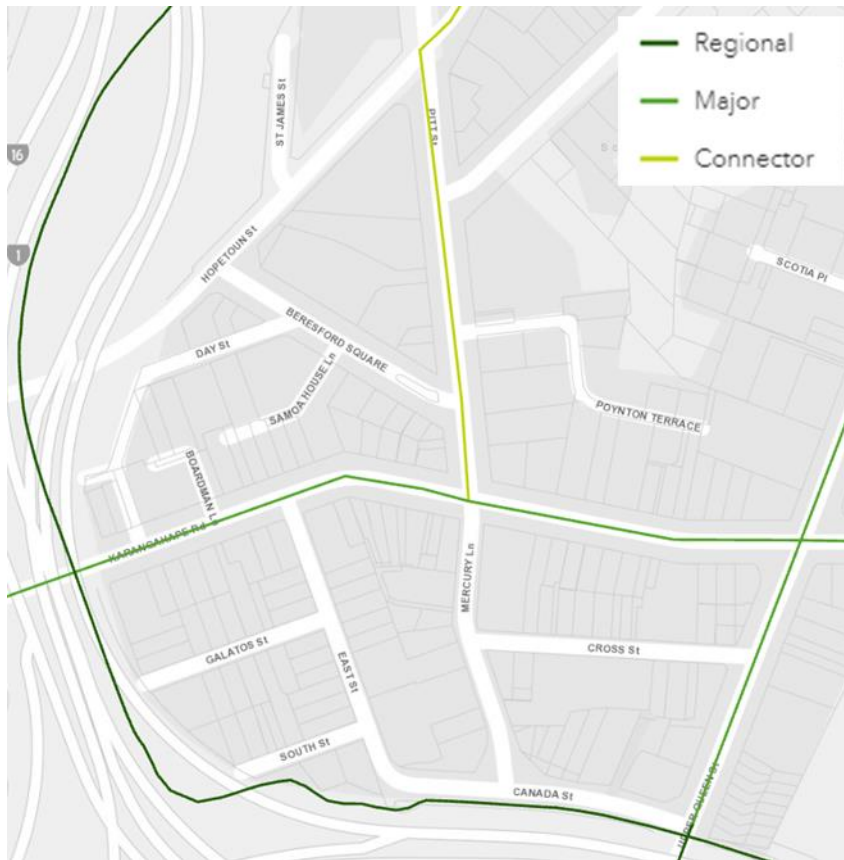 Regional
Major
Connector
ST JAMES St
PITT St
16
1
HOPETOUN St
SCOTIA Pl
BERESFORD SQUARE
DAY St
SAMOA HOUSE Ln
POYNTON TERRACE
BOARDMAN Ln
KARANGAHAPE Rd
MERCURY Ln
GALATOS St
EAST St
CROSS St
SOUTH St
CANADA St
UPPER QUEEN St